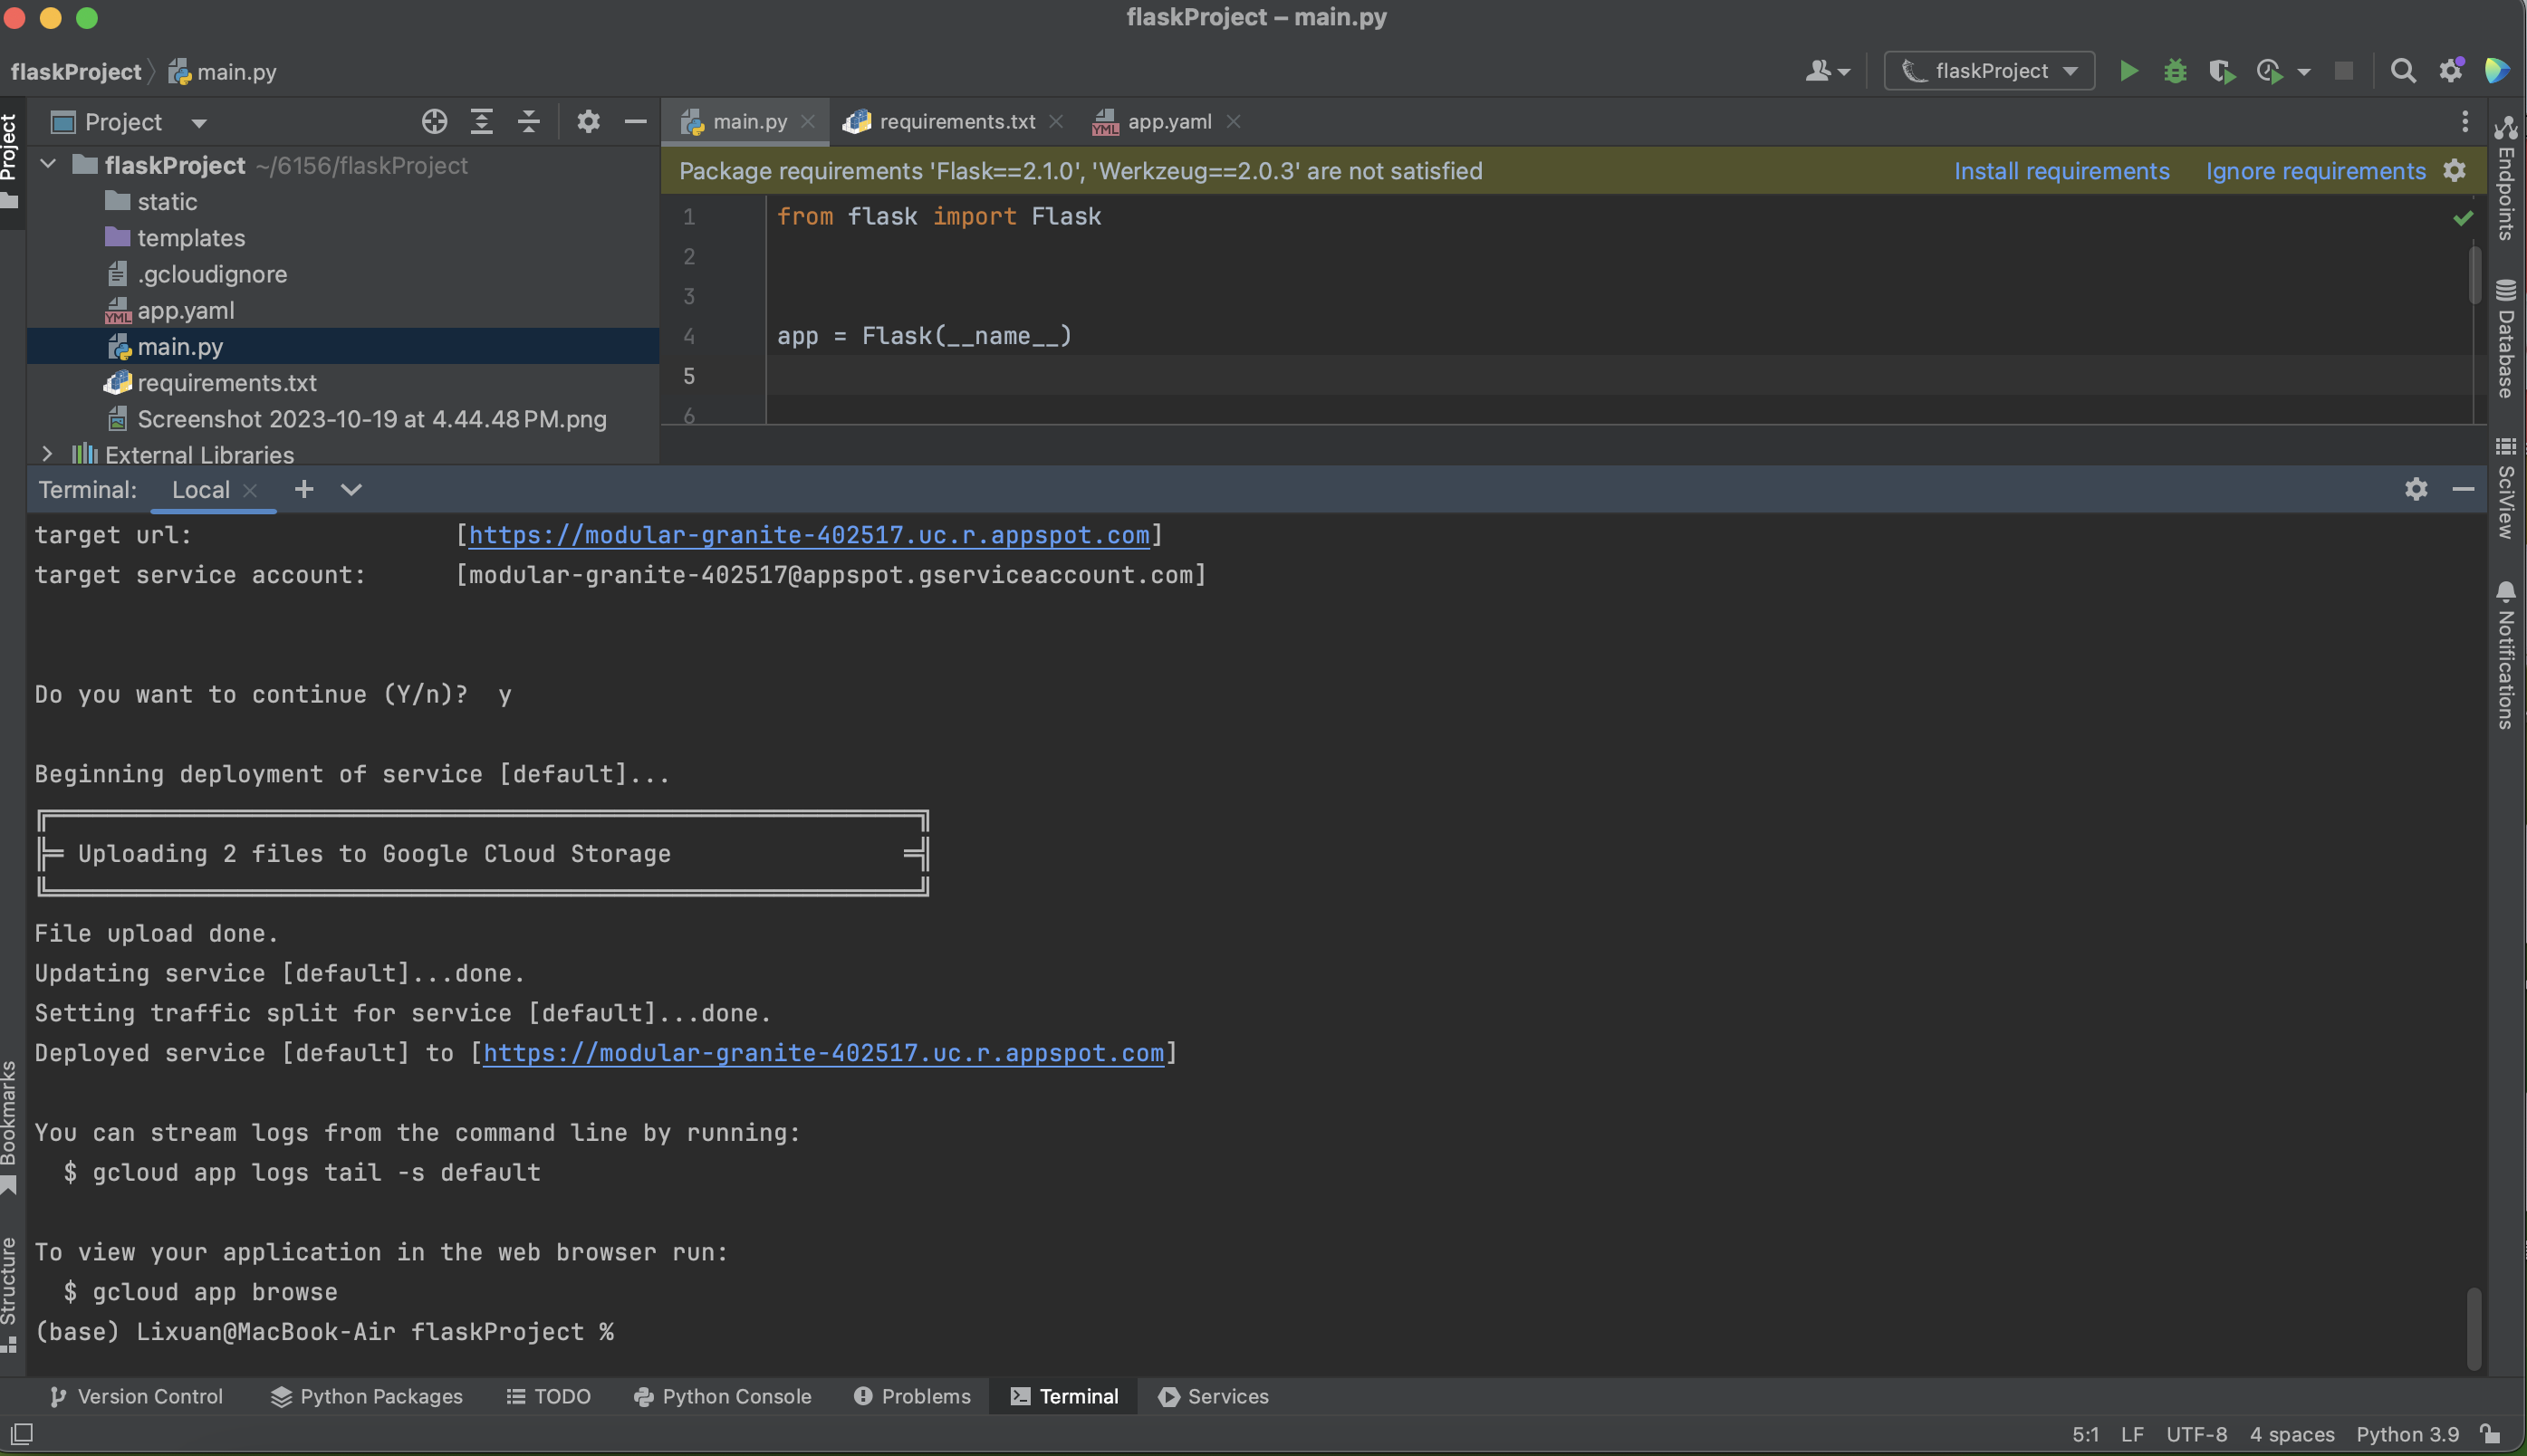 flaskProject – main.py
flaskProject main.py
flaskProject
Project
Project
main.py
requirements.txt
app.yaml
flaskProject ~/6156/flaskProject
static
templates
.gcloudignore
app.yaml
main.py
requirements.txt
Screenshot 2023-10-19 at 4.44.48 PM.png
External Libraries
Package requirements 'Flask==2.1.0', 'Werkzeug==2.0.3' are not satisfied
Install requirements
Ignore requirements
1 from flask import Flask
2
3
4 app = Flask(__name__)
5
6
Endpoints
Database
SciView
Notifications
Terminal: Local
target url: [https://modular-granite-402517.uc.r.appspot.com]
target service account: [modular-granite-402517@appspot.gserviceaccount.com]
Do you want to continue (Y/n)? y
Beginning deployment of service [default]...
Uploading 2 files to Google Cloud Storage
File upload done.
Updating service [default]...done.
Setting traffic split for service [default]...done.
Deployed service [default] to [https://modular-granite-402517.uc.r.appspot.com]
You can stream logs from the command line by running:
$ gcloud app logs tail -s default
To view your application in the web browser run:
$ gcloud app browse
(base) Lixuan@MacBook-Air flaskProject %
Bookmarks
Structure
Version Control
Python Packages
TODO
Python Console
Problems
Terminal
Services
5:1 LF UTF-8 4 spaces Python 3.9